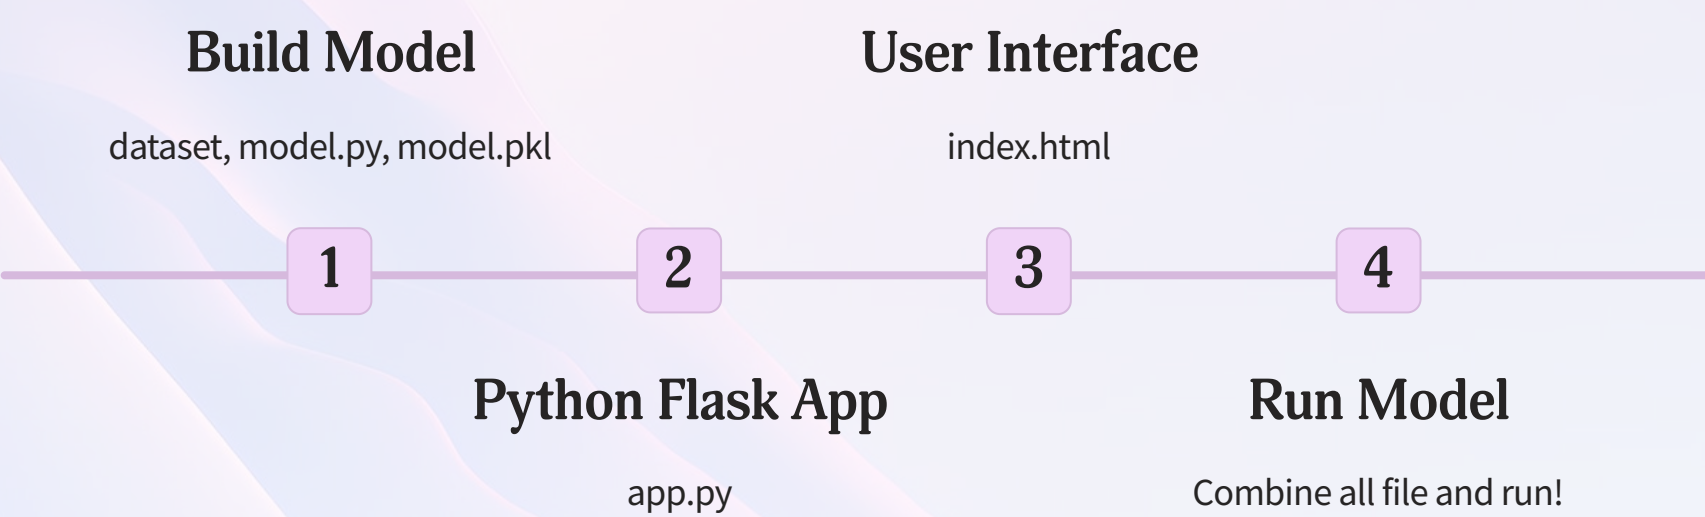 Build Model
dataset, model.py, model.pkl
User Interface
index.html
1
2
3
4
Python Flask App
app.py
Run Model
Combine all file and run!